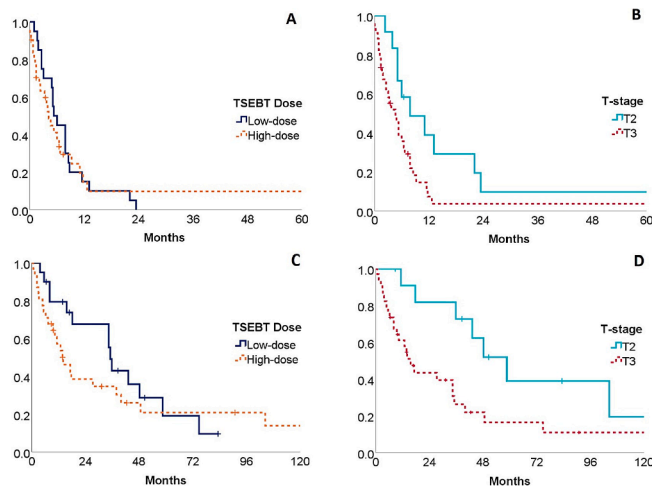 A
1.0
0.8
0.6
0.4
0.2
0.0
TSEBT Dose
Low-dose
High-dose
0 12 24 36 48 60
Months
B
1.0
0.8
0.6
0.4
0.2
0.0
T-stage
T2
T3
0 12 24 36 48 60
Months
C
1.0
0.8
0.6
0.4
0.2
0.0
TSEBT Dose
Low-dose
High-dose
0 24 48 72 96 120
Months
D
1.0
0.8
0.6
0.4
0.2
0.0
T-stage
T2
T3
0 24 48 72 96 120
Months